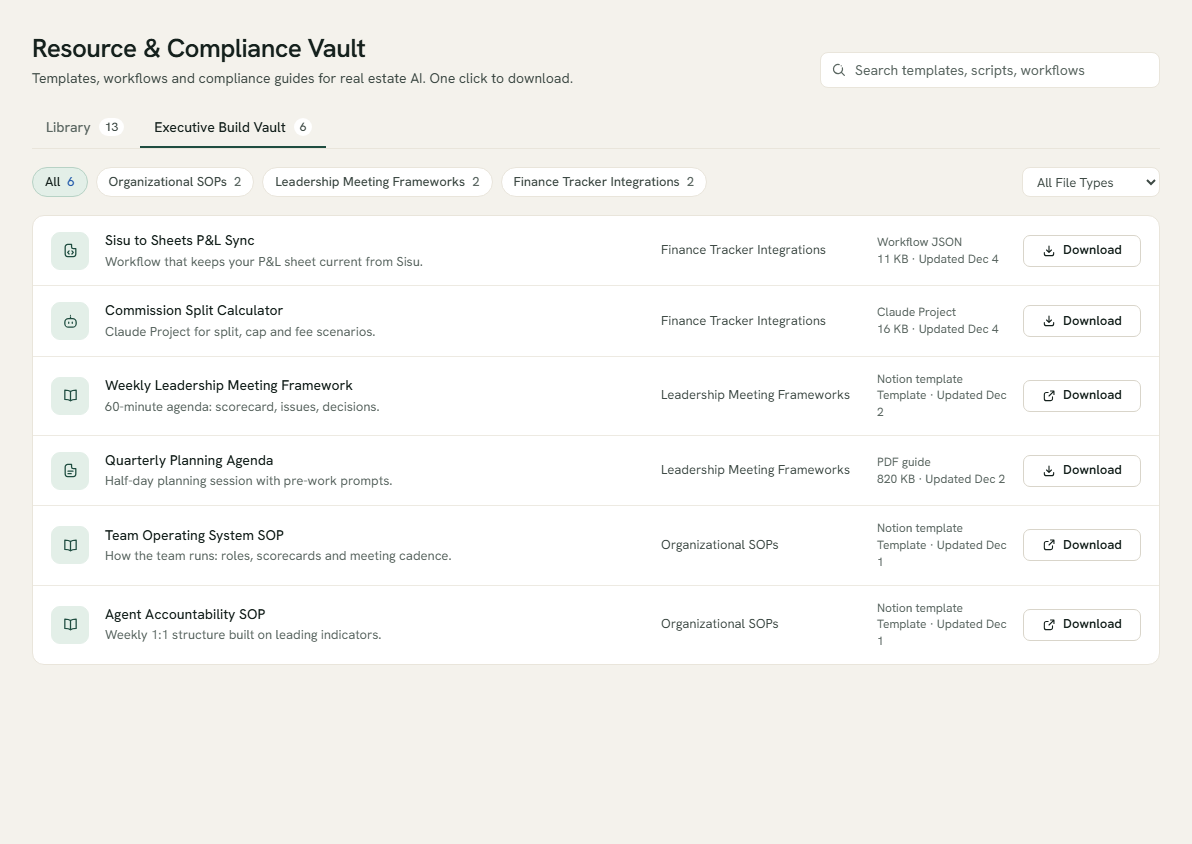 Resource & Compliance Vault
Templates, workflows and compliance guides for real estate AI. One click to download.
Search templates, scripts, workflows
Library 13
Executive Build Vault 6
All 6
Organizational SOPs 2
Leadership Meeting Frameworks 2
Finance Tracker Integrations 2
All File Types
Sisu to Sheets P&L Sync
Workflow that keeps your P&L sheet current from Sisu.
Finance Tracker Integrations
Workflow JSON
11 KB · Updated Dec 4
Download
Commission Split Calculator
Claude Project for split, cap and fee scenarios.
Finance Tracker Integrations
Claude Project
16 KB · Updated Dec 4
Download
Weekly Leadership Meeting Framework
60-minute agenda: scorecard, issues, decisions.
Leadership Meeting Frameworks
Notion template
Template · Updated Dec
2
Download
Quarterly Planning Agenda
Half-day planning session with pre-work prompts.
Leadership Meeting Frameworks
PDF guide
820 KB · Updated Dec 2
Download
Team Operating System SOP
How the team runs: roles, scorecards and meeting cadence.
Organizational SOPs
Notion template
Template · Updated Dec
1
Download
Agent Accountability SOP
Weekly 1:1 structure built on leading indicators.
Organizational SOPs
Notion template
Template · Updated Dec
1
Download